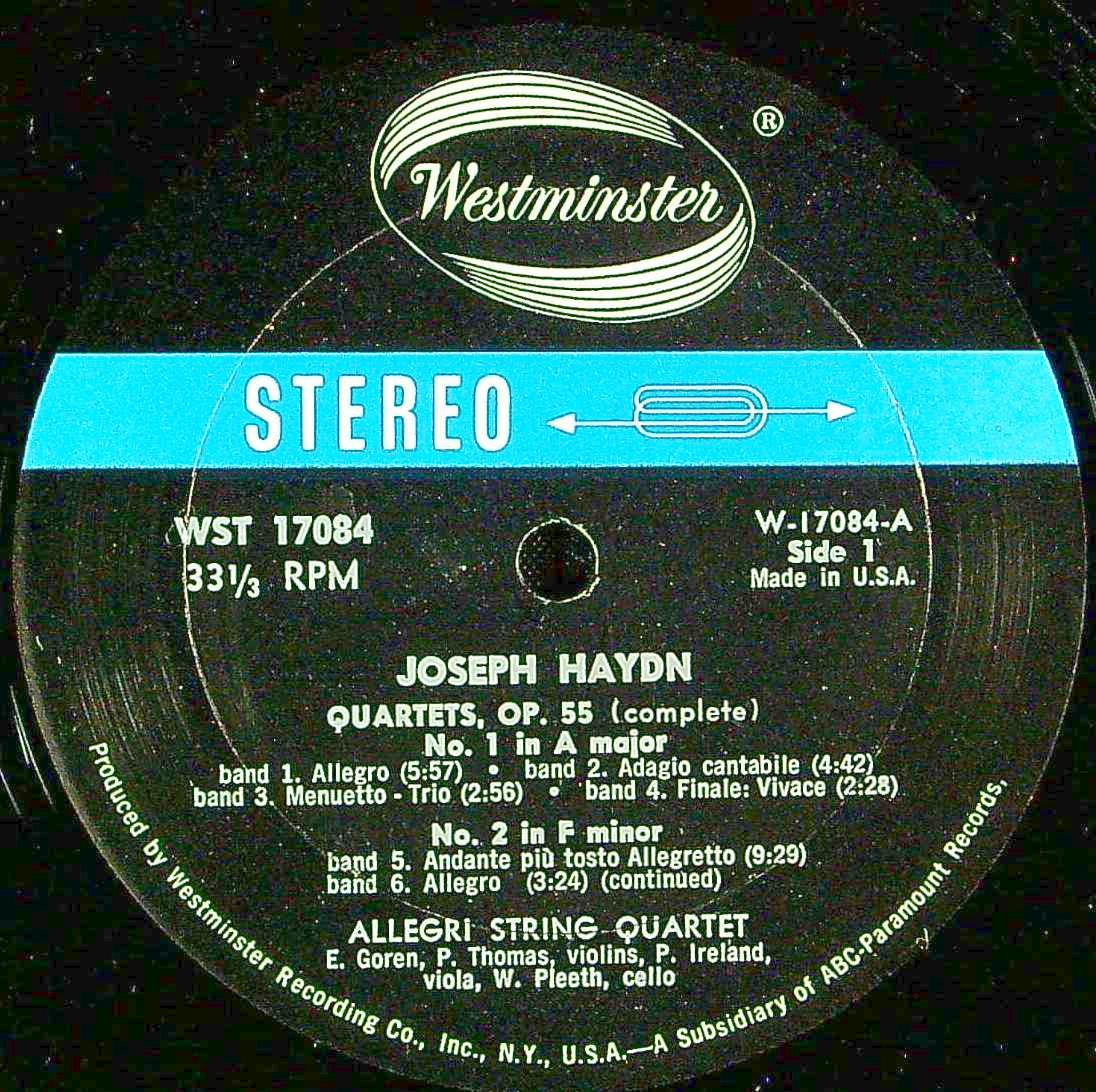 Westminster
®
STEREO
WST 17084
33⅓ RPM
W-17084-A
Side 1
Made in U.S.A.
JOSEPH HAYDN
QUARTETS, OP. 55 (complete)
No. 1 in A major
band 1. Allegro (5:57) • band 2. Adagio cantabile (4:42)
band 3. Menuetto - Trio (2:56) • band 4. Finale: Vivace (2:28)
No. 2 in F minor
band 5. Andante più tosto Allegretto (9:29)
band 6. Allegro (3:24) (continued)
ALLEGRI STRING QUARTET
E. Goren, P. Thomas, violins, P. Ireland,
viola, W. Pleeth, cello
Produced by Westminster Recording Co., Inc., N.Y., U.S.A.—A Subsidiary of ABC-Paramount Records,